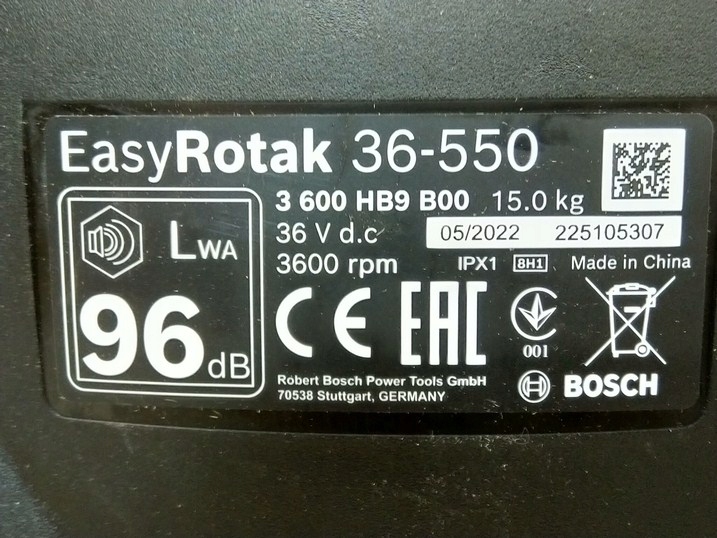 EasyRotak 36-550
3 600 HB9 B00 15.0 kg
36 V d.c 05/2022 225105307
3600 rpm IPX1 8H1 Made in China
LWA
96 dB
CE EAC
001
Robert Bosch Power Tools GmbH
70538 Stuttgart, GERMANY
BOSCH